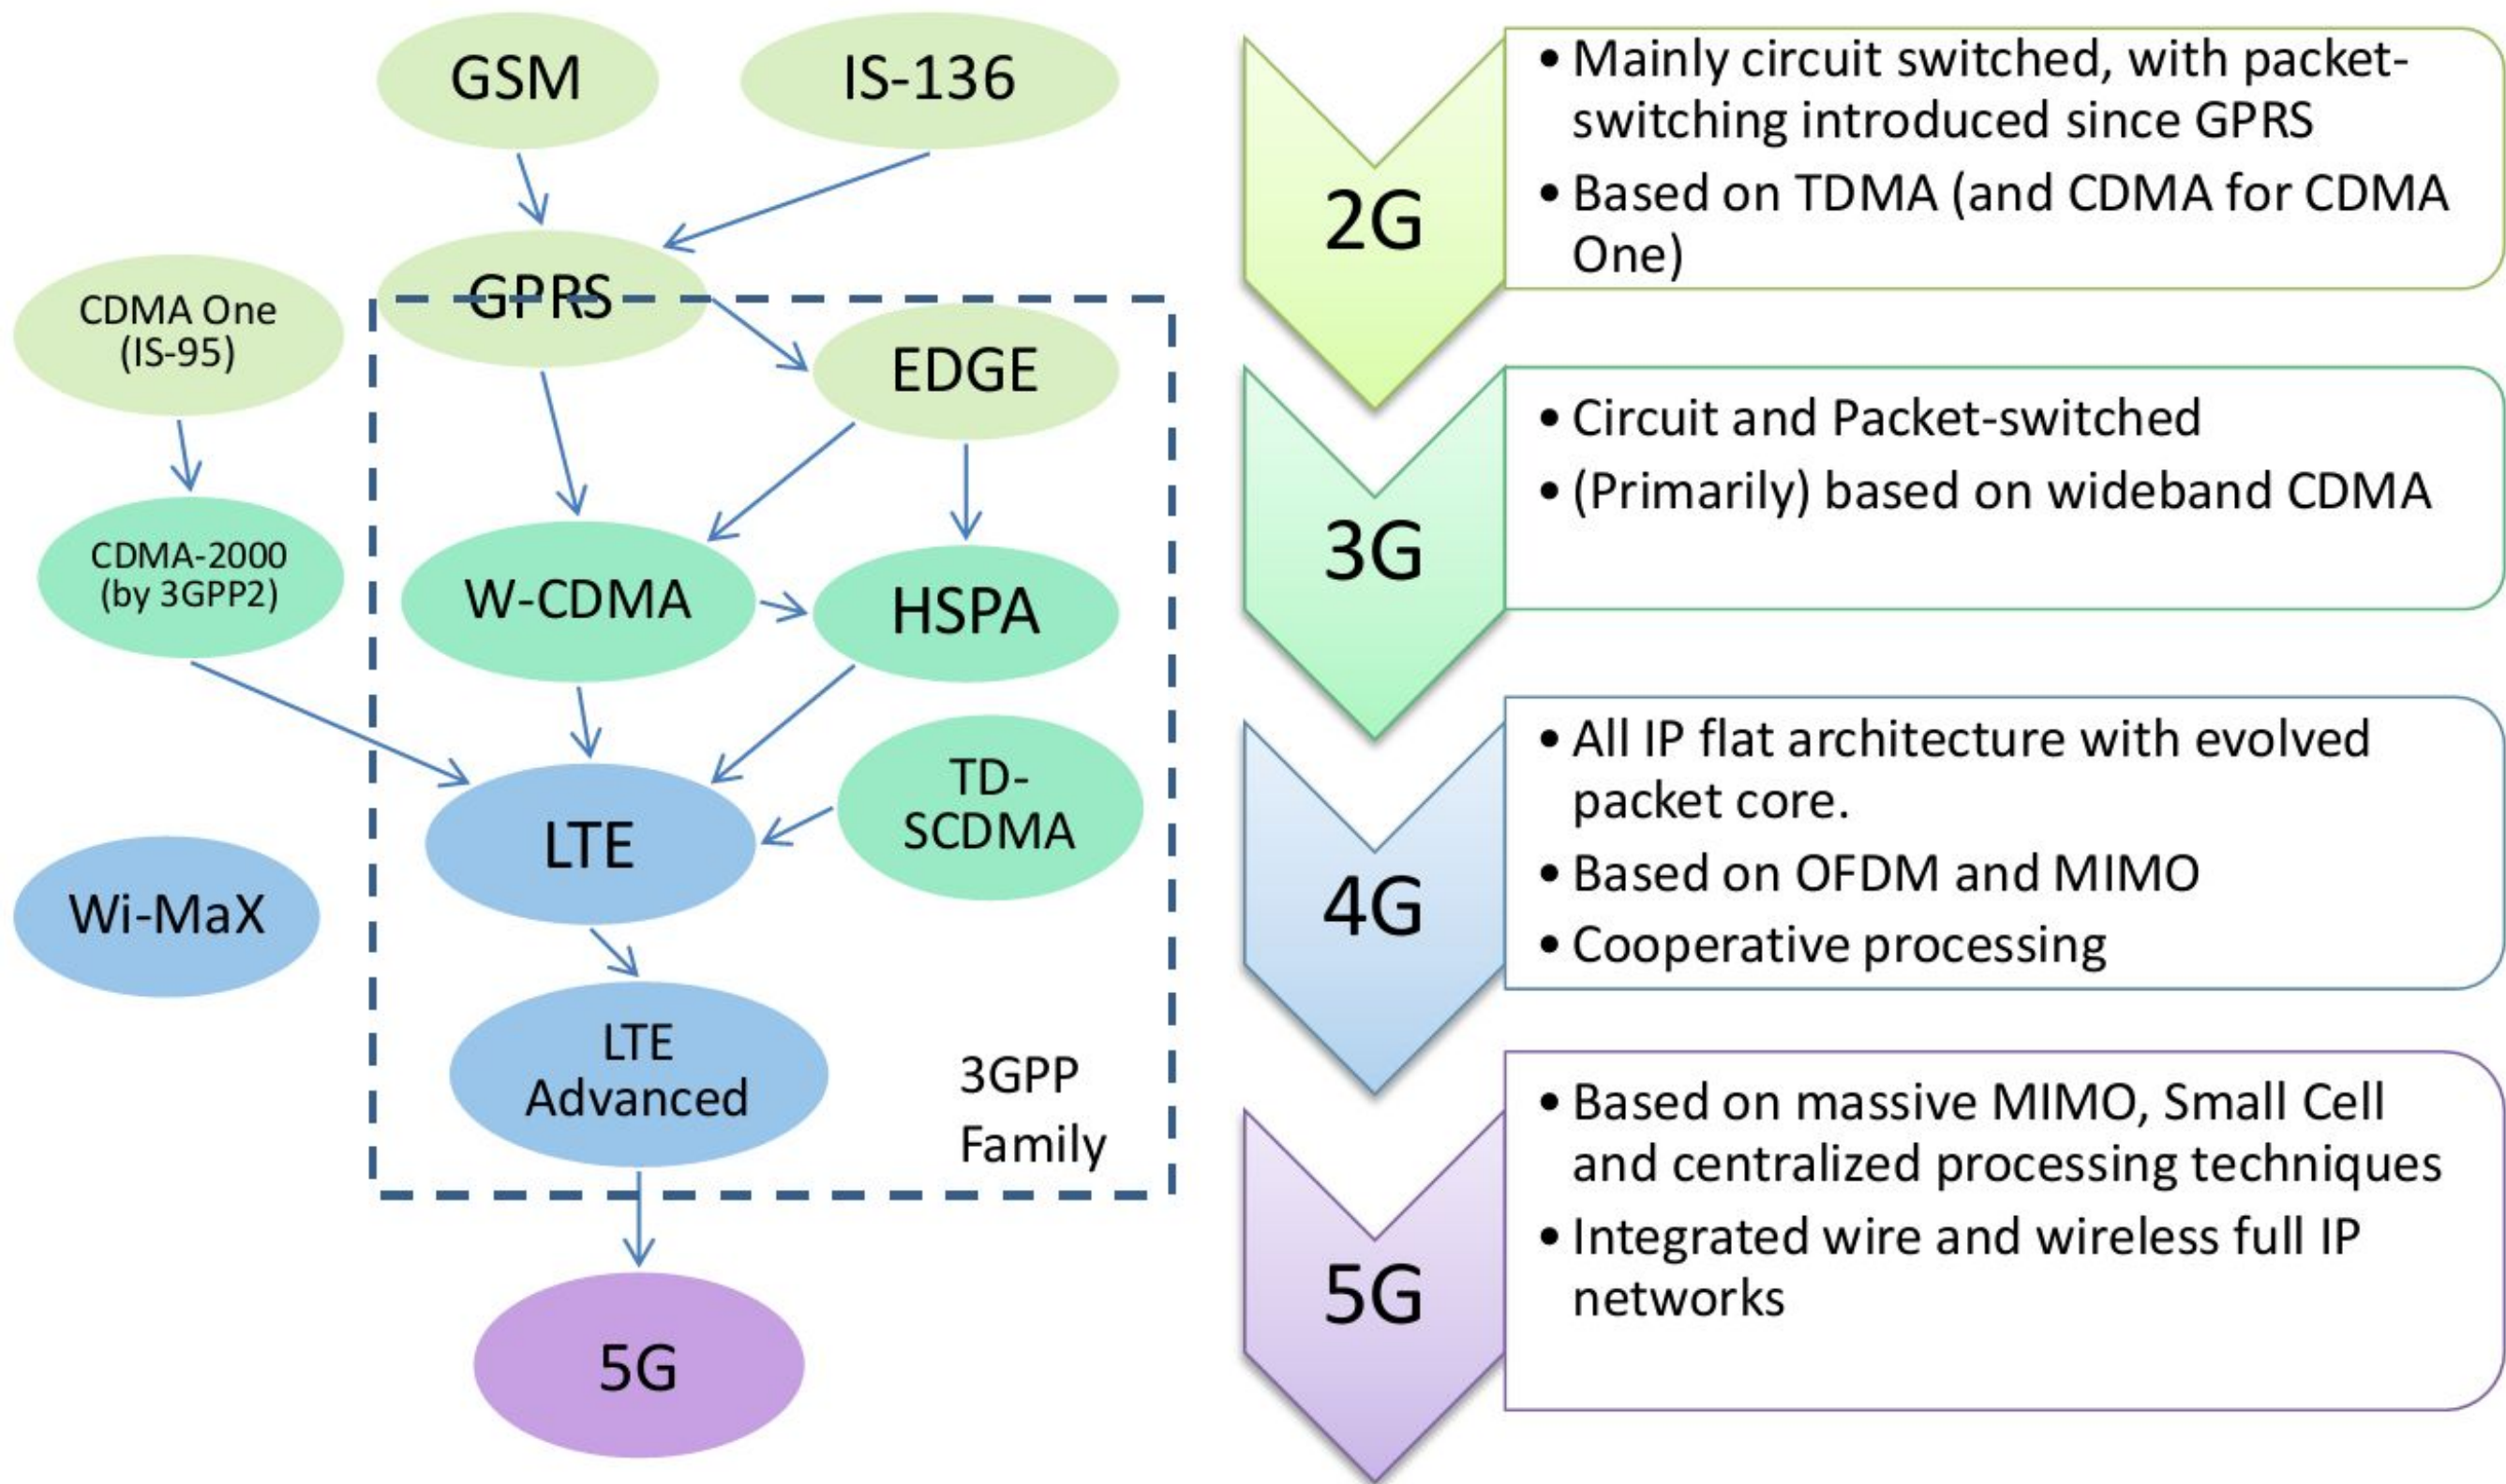 GSM
IS-136
GPRS
CDMA One
(IS-95)
EDGE
CDMA-2000
(by 3GPP2)
W-CDMA
HSPA
TD-
SCDMA
LTE
Wi-MaX
LTE
Advanced
3GPP
Family
5G
2G
• Mainly circuit switched, with packet-
switching introduced since GPRS
• Based on TDMA (and CDMA for CDMA
One)
3G
• Circuit and Packet-switched
• (Primarily) based on wideband CDMA
4G
• All IP flat architecture with evolved
packet core.
• Based on OFDM and MIMO
• Cooperative processing
5G
• Based on massive MIMO, Small Cell
and centralized processing techniques
• Integrated wire and wireless full IP
networks